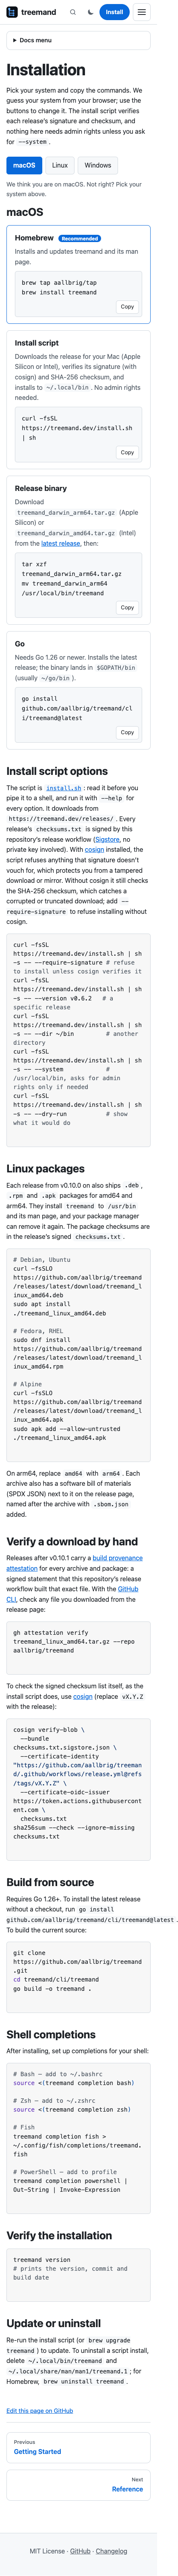 treemand
Install
Docs menu
Installation
Pick your system and copy the commands. We
guess your system from your browser; use the
buttons to change it. The install script verifies
each release's signature and checksum, and
nothing here needs admin rights unless you ask
for --system.
macOS
Linux
Windows
We think you are on macOS. Not right? Pick your
system above.
macOS
Homebrew Recommended
Installs and updates treemand and its man
page.
brew tap aallbrig/tap
brew install treemand
Copy
Install script
Downloads the release for your Mac (Apple
Silicon or Intel), verifies its signature (with
cosign) and SHA-256 checksum, and
installs to ~/.local/bin. No admin rights
needed.
curl -fsSL
https://treemand.dev/install.sh
| sh
Copy
Release binary
Download
treemand_darwin_arm64.tar.gz (Apple
Silicon) or
treemand_darwin_amd64.tar.gz (Intel)
from the latest release, then:
tar xzf
treemand_darwin_arm64.tar.gz
mv treemand_darwin_arm64
/usr/local/bin/treemand
Copy
Go
Needs Go 1.26 or newer. Installs the latest
release; the binary lands in $GOPATH/bin
(usually ~/go/bin).
go install
github.com/aallbrig/treemand/cl
i/treemand@latest
Copy
Install script options
The script is install.sh: read it before you
pipe it to a shell, and run it with --help for
every option. It downloads from
https://treemand.dev/releases/. Every
release's checksums.txt is signed by this
repository's release workflow (Sigstore, no
private key involved). With cosign installed, the
script refuses anything that signature doesn't
vouch for, which protects you from a tampered
download or mirror. Without cosign it still checks
the SHA-256 checksum, which catches a
corrupted or truncated download; add --
require-signature to refuse installing without
cosign.
curl -fsSL
https://treemand.dev/install.sh | sh
-s -- --require-signature # refuse
to install unless cosign verifies it
curl -fsSL
https://treemand.dev/install.sh | sh
-s -- --version v0.6.2 # a
specific release
curl -fsSL
https://treemand.dev/install.sh | sh
-s -- --dir ~/bin # another
directory
curl -fsSL
https://treemand.dev/install.sh | sh
-s -- --system #
/usr/local/bin, asks for admin
rights only if needed
curl -fsSL
https://treemand.dev/install.sh | sh
-s -- --dry-run # show
what it would do
Linux packages
Each release from v0.10.0 on also ships .deb,
.rpm and .apk packages for amd64 and
arm64. They install treemand to /usr/bin
and its man page, and your package manager
can remove it again. The package checksums are
in the release's signed checksums.txt.
# Debian, Ubuntu
curl -fsSLO
https://github.com/aallbrig/treemand
/releases/latest/download/treemand_l
inux_amd64.deb
sudo apt install
./treemand_linux_amd64.deb
# Fedora, RHEL
sudo dnf install
https://github.com/aallbrig/treemand
/releases/latest/download/treemand_l
inux_amd64.rpm
# Alpine
curl -fsSLO
https://github.com/aallbrig/treemand
/releases/latest/download/treemand_l
inux_amd64.apk
sudo apk add --allow-untrusted
./treemand_linux_amd64.apk
On arm64, replace amd64 with arm64. Each
archive also has a software bill of materials
(SPDX JSON) next to it on the release page,
named after the archive with .sbom.json
added.
Verify a download by hand
Releases after v0.10.1 carry a build provenance
attestation for every archive and package: a
signed statement that this repository's release
workflow built that exact file. With the GitHub
CLI, check any file you downloaded from the
release page:
gh attestation verify
treemand_linux_amd64.tar.gz --repo
aallbrig/treemand
To check the signed checksum list itself, as the
install script does, use cosign (replace vX.Y.Z
with the release):
cosign verify-blob \
--bundle
checksums.txt.sigstore.json \
--certificate-identity
"https://github.com/aallbrig/treeman
d/.github/workflows/release.yml@refs
/tags/vX.Y.Z" \
--certificate-oidc-issuer
https://token.actions.githubusercont
ent.com \
checksums.txt
sha256sum --check --ignore-missing
checksums.txt
Build from source
Requires Go 1.26+. To install the latest release
without a checkout, run go install
github.com/aallbrig/treemand/cli/treemand@latest.
To build the current source:
git clone
https://github.com/aallbrig/treemand
.git
cd treemand/cli/treemand
go build -o treemand .
Shell completions
After installing, set up completions for your shell:
# Bash — add to ~/.bashrc
source <(treemand completion bash)
# Zsh — add to ~/.zshrc
source <(treemand completion zsh)
# Fish
treemand completion fish >
~/.config/fish/completions/treemand.
fish
# PowerShell — add to profile
treemand completion powershell |
Out-String | Invoke-Expression
Verify the installation
treemand version
# prints the version, commit and
build date
Update or uninstall
Re-run the install script (or brew upgrade
treemand) to update. To uninstall a script install,
delete ~/.local/bin/treemand and
~/.local/share/man/man1/treemand.1; for
Homebrew, brew uninstall treemand.
Edit this page on GitHub
Previous
Getting Started
Next
Reference
MIT License · GitHub · Changelog